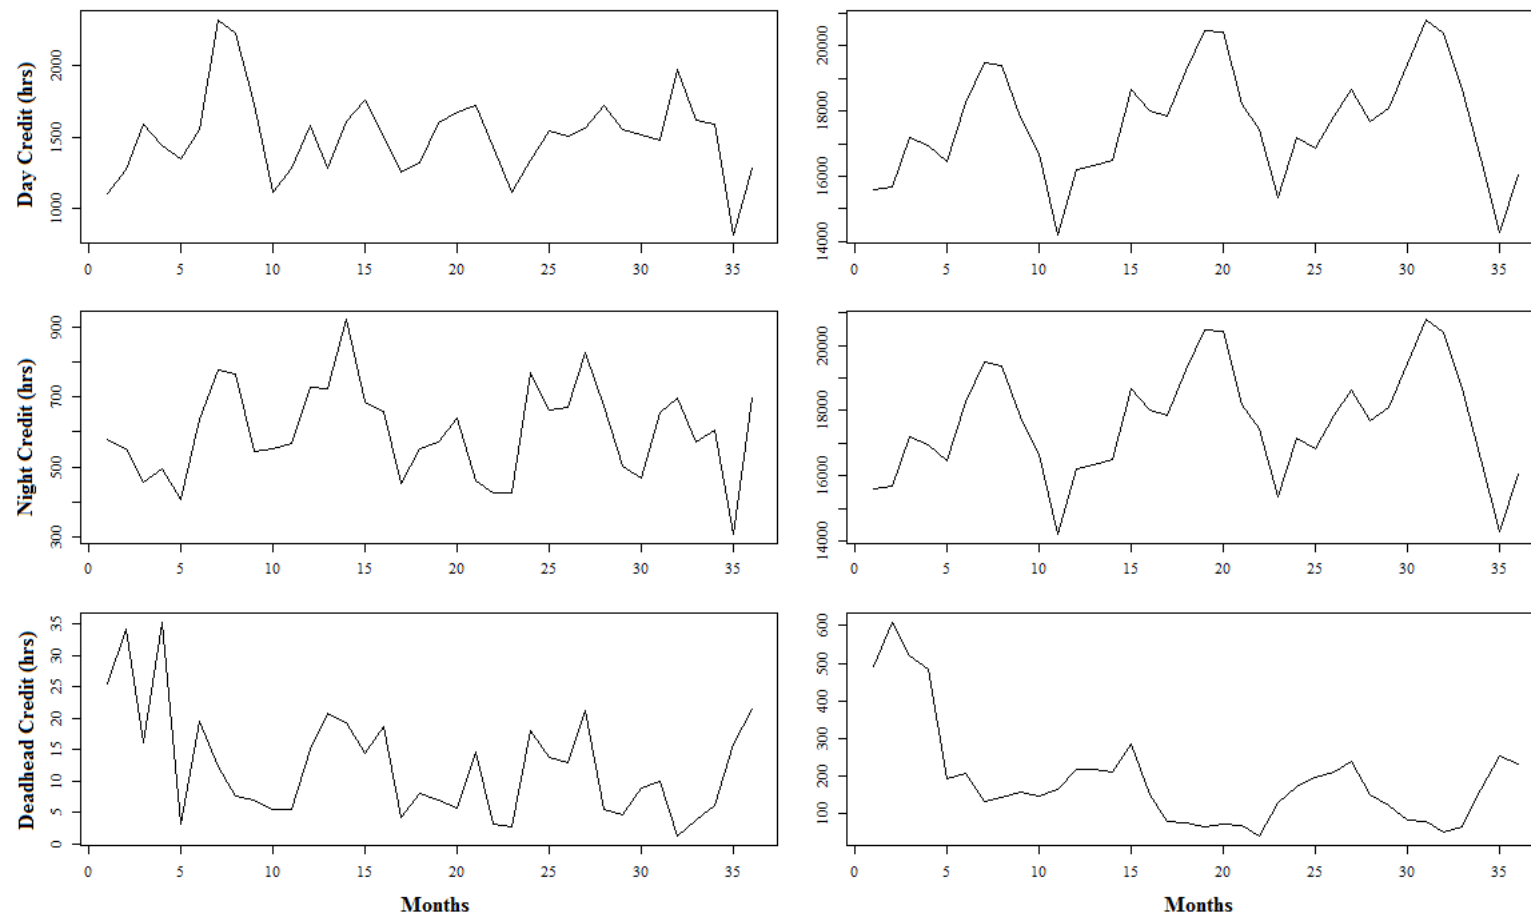 Day Credit (hrs)
1000 1500 2000
0 5 10 15 20 25 30 35
14000 16000 18000 20000
0 5 10 15 20 25 30 35
Night Credit (hrs)
300 500 700 900
0 5 10 15 20 25 30 35
14000 16000 18000 20000
0 5 10 15 20 25 30 35
Deadhead Credit (hrs)
0 5 10 15 20 25 30 35
0 5 10 15 20 25 30 35
Months
100 200 300 400 500 600
0 5 10 15 20 25 30 35
Months